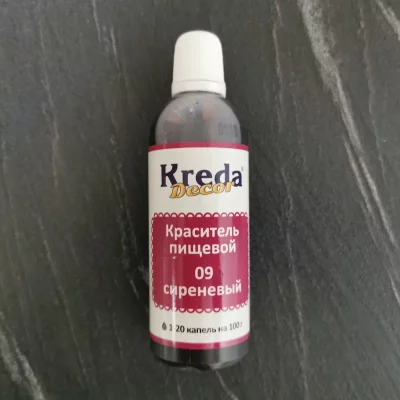 Kreda®
Decor
Краситель
пищевой
09
сиреневый
1-20 капель на 100 г